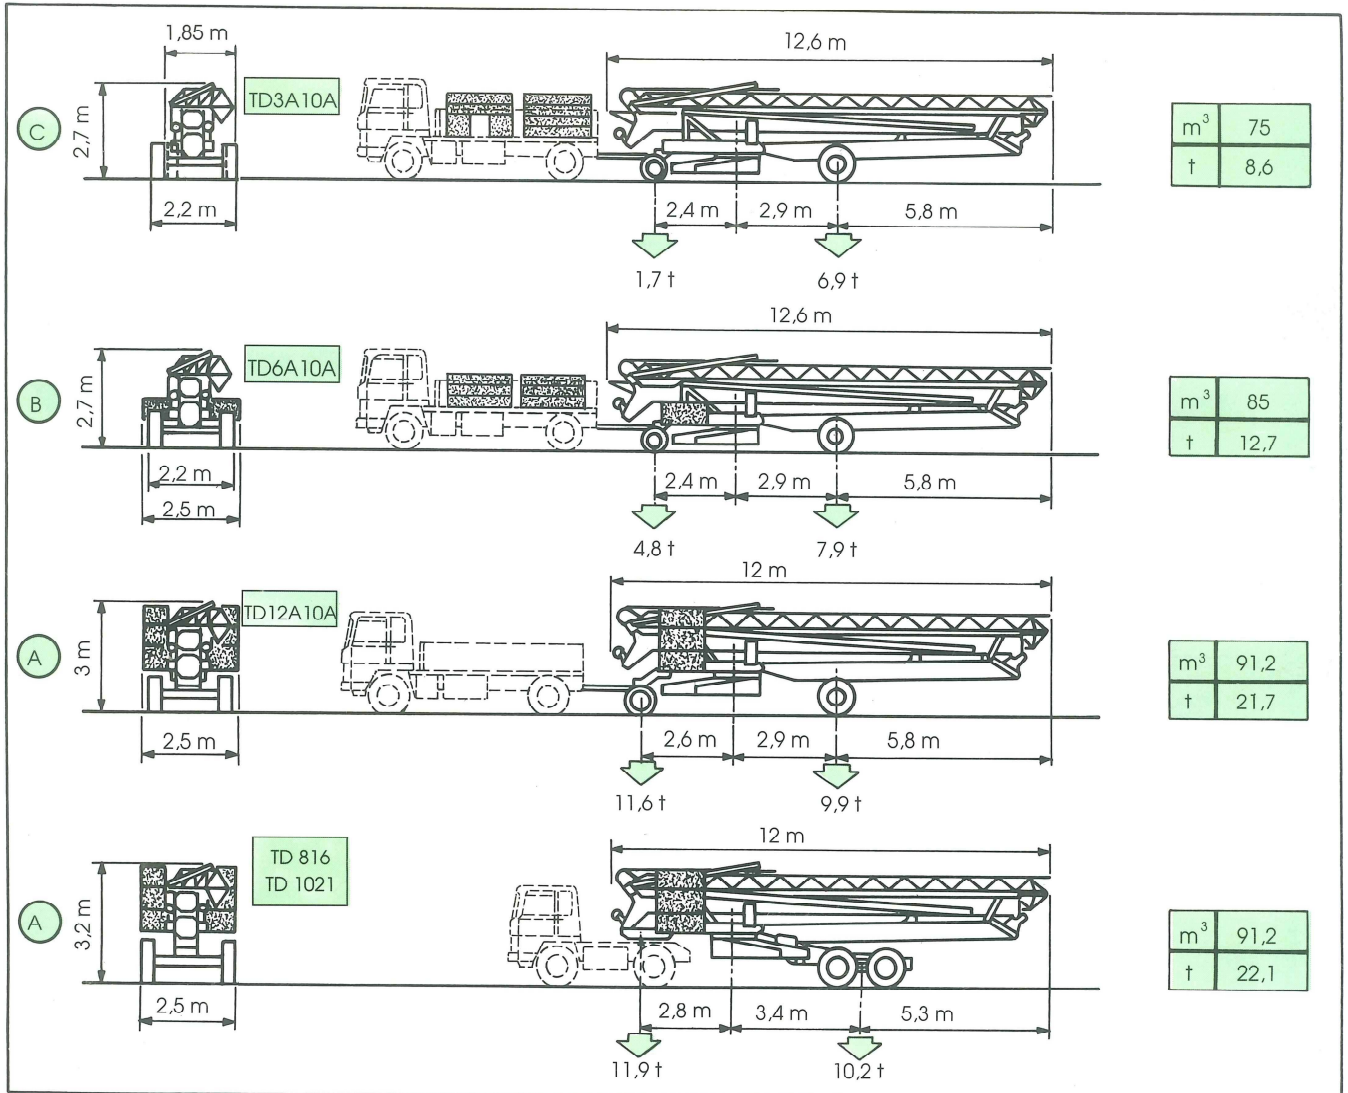 1,85 m
12,6 m
TD3A10A
C
2,7 m
m³ 75
t 8,6
2,2 m
2,4 m
2,9 m
5,8 m
1,7 t
6,9 t
12,6 m
TD6A10A
B
2,7 m
m³ 85
t 12,7
2,2 m
2,4 m
2,9 m
5,8 m
2,5 m
4,8 t
7,9 t
12 m
TD12A10A
A
3 m
m³ 91,2
t 21,7
2,5 m
2,6 m
2,9 m
5,8 m
11,6 t
9,9 t
12 m
TD 816
TD 1021
A
3,2 m
m³ 91,2
t 22,1
2,5 m
2,8 m
3,4 m
5,3 m
11,9 t
10,2 t